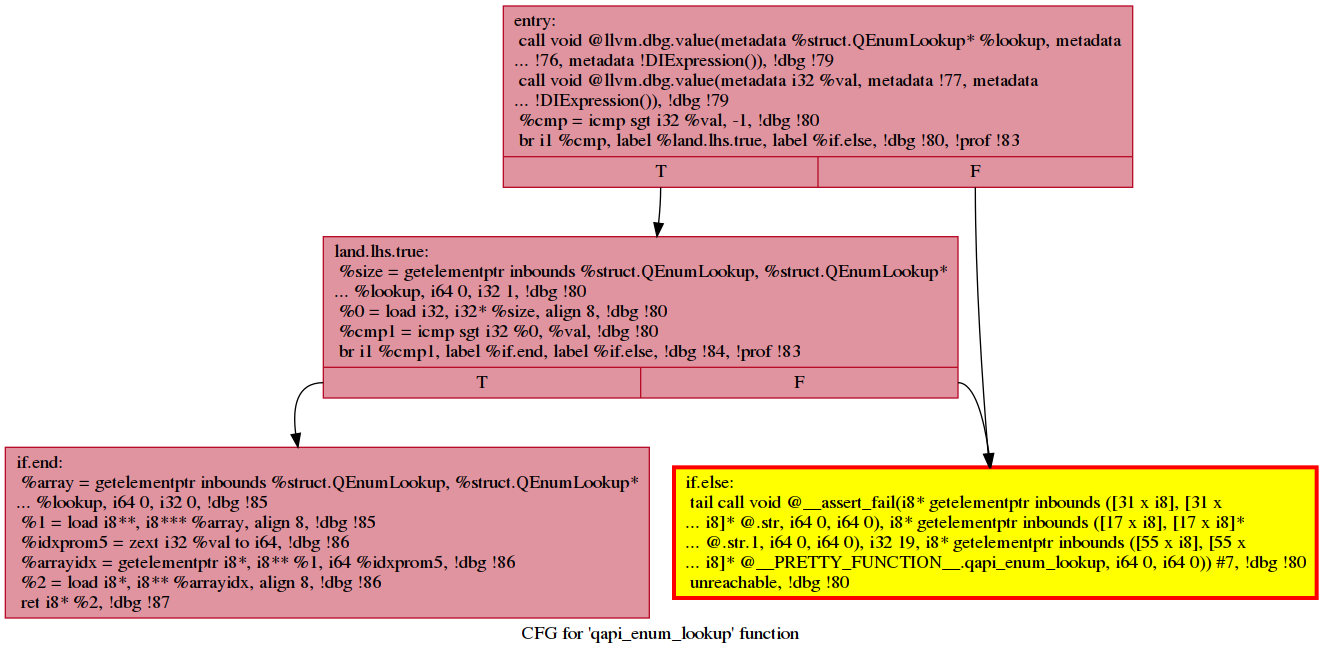 entry:
call void @llvm.dbg.value(metadata %struct.QEnumLookup* %lookup, metadata
... !76, metadata !DIExpression()), !dbg !79
call void @llvm.dbg.value(metadata i32 %val, metadata !77, metadata
... !DIExpression()), !dbg !79
%cmp = icmp sgt i32 %val, -1, !dbg !80
br i1 %cmp, label %land.lhs.true, label %if.else, !dbg !80, !prof !83
T F
land.lhs.true:
%size = getelementptr inbounds %struct.QEnumLookup, %struct.QEnumLookup*
... %lookup, i64 0, i32 1, !dbg !80
%0 = load i32, i32* %size, align 8, !dbg !80
%cmp1 = icmp sgt i32 %0, %val, !dbg !80
br i1 %cmp1, label %if.end, label %if.else, !dbg !84, !prof !83
T F
if.end:
%array = getelementptr inbounds %struct.QEnumLookup, %struct.QEnumLookup*
... %lookup, i64 0, i32 0, !dbg !85
%1 = load i8**, i8*** %array, align 8, !dbg !85
%idxprom5 = zext i32 %val to i64, !dbg !86
%arrayidx = getelementptr i8*, i8** %1, i64 %idxprom5, !dbg !86
%2 = load i8*, i8** %arrayidx, align 8, !dbg !86
ret i8* %2, !dbg !87
if.else:
tail call void @__assert_fail(i8* getelementptr inbounds ([31 x i8], [31 x
... i8]* @.str, i64 0, i64 0), i8* getelementptr inbounds ([17 x i8], [17 x i8]*
... @.str.1, i64 0, i64 0), i32 19, i8* getelementptr inbounds ([55 x i8], [55 x
... i8]* @__PRETTY_FUNCTION__.qapi_enum_lookup, i64 0, i64 0)) #7, !dbg !80
unreachable, !dbg !80
CFG for 'qapi_enum_lookup' function